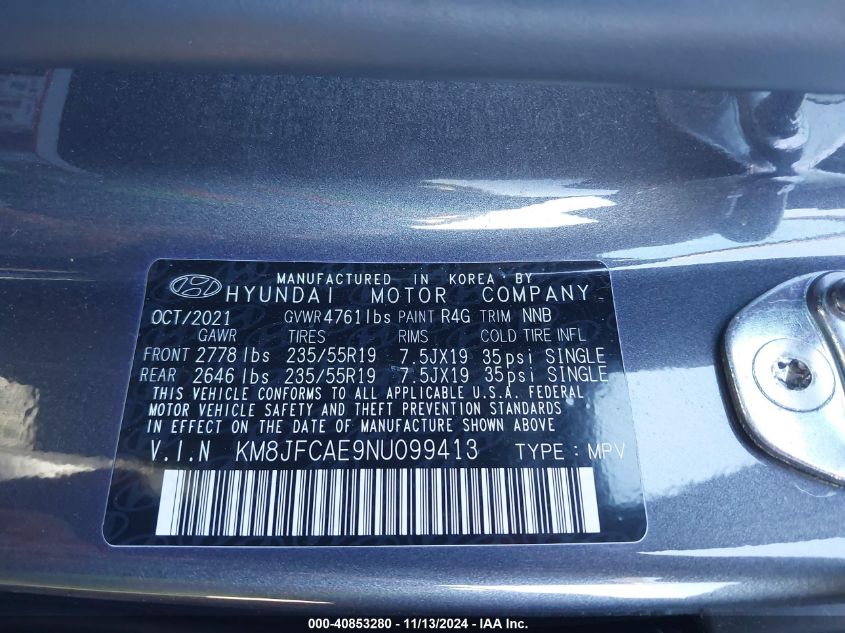 MANUFACTURED IN KOREA BY
HYUNDAI MOTOR COMPANY
OCT/2021 GVWR 4761lbs PAINT R4G TRIM NNB
GAWR TIRES RIMS COLD TIRE INFL
FRONT 2778 lbs 235/55R19 7.5JX19 35psi SINGLE
REAR 2646 lbs 235/55R19 7.5JX19 35psi SINGLE
THIS VEHICLE CONFORMS TO ALL APPLICABLE U.S.A. FEDERAL
MOTOR VEHICLE SAFETY AND THEFT PREVENTION STANDARDS
IN EFFECT ON THE DATE OF MANUFACTURE SHOWN ABOVE
V.I.N KM8JFCAE9NU099413 TYPE : MPV
000-40853280 - 11/13/2024 - IAA Inc.